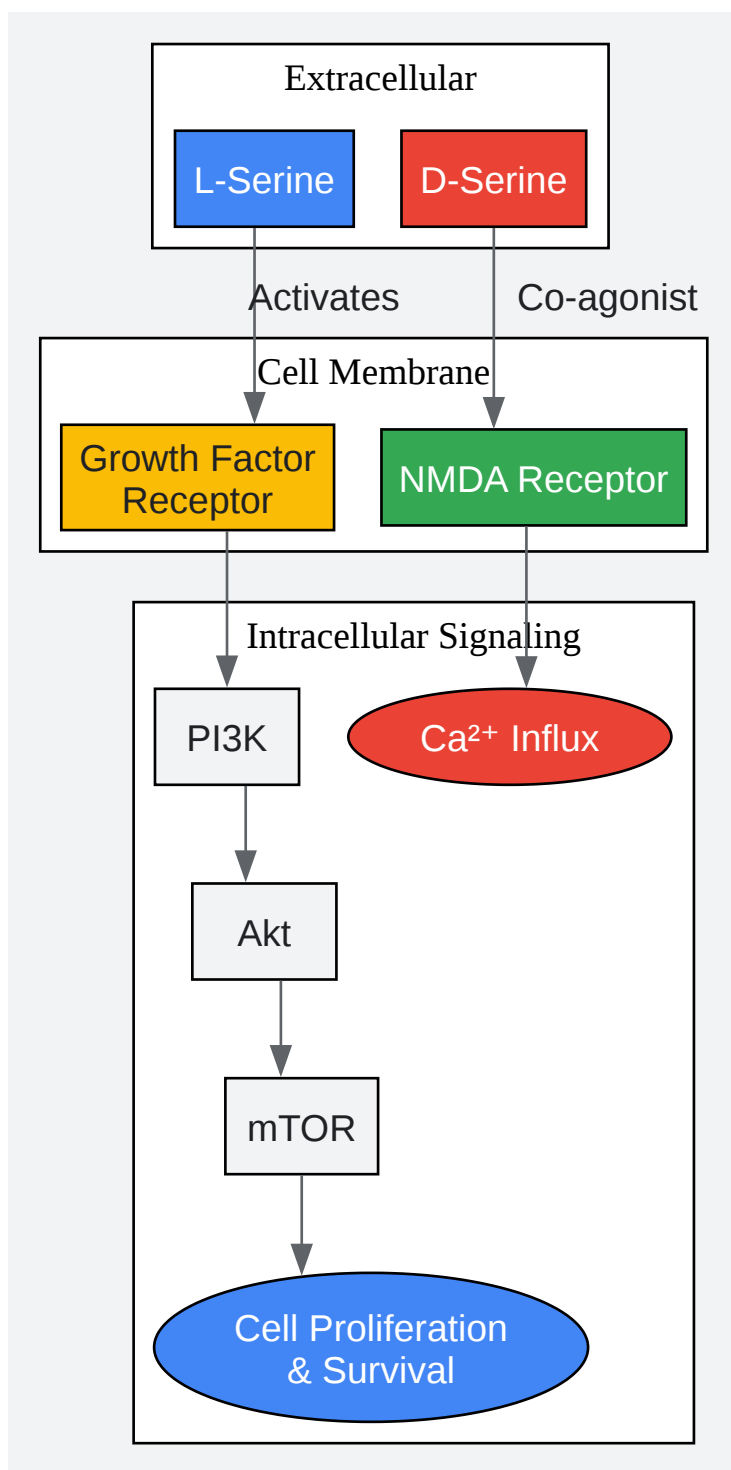 Extracellular
L-Serine
D-Serine
Activates
Co-agonist
Cell Membrane
Growth Factor
Receptor
NMDA Receptor
Intracellular Signaling
PI3K
Ca²⁺ Influx
Akt
mTOR
Cell Proliferation
& Survival